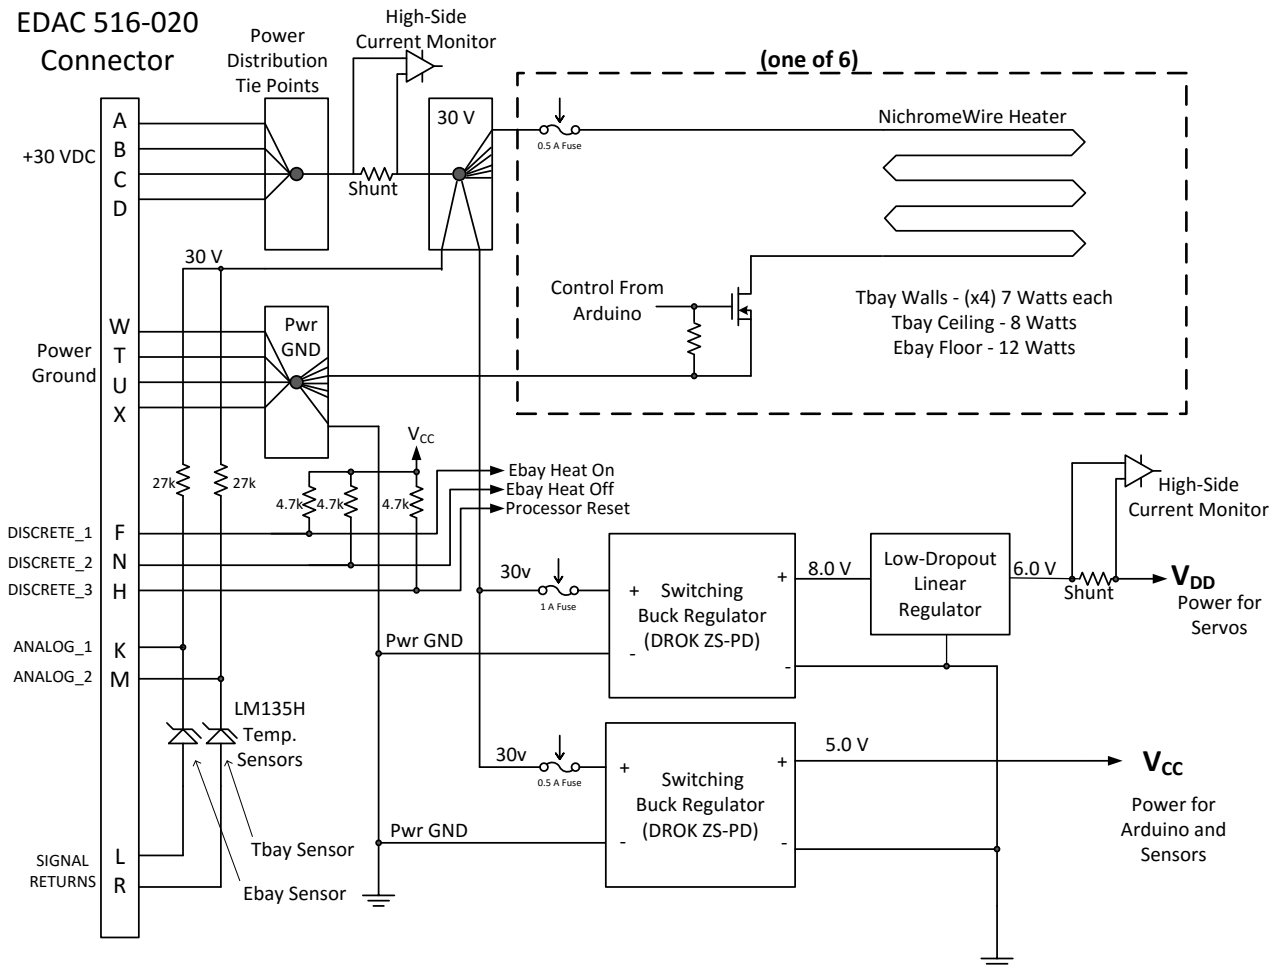 EDAC 516-020
Connector
Power
Distribution
Tie Points
High-Side
Current Monitor
(one of 6)
A
B
C
D
+30 VDC
Shunt
30 V
0.5 A Fuse
NichromeWire Heater
30 V
Control From
Arduino
Tbay Walls - (x4) 7 Watts each
Tbay Ceiling - 8 Watts
Ebay Floor - 12 Watts
W
T
U
X
Power
Ground
Pwr
GND
27k
27k
4.7k
4.7k
4.7k
VCC
Ebay Heat On
Ebay Heat Off
Processor Reset
DISCRETE_1
F
DISCRETE_2
N
DISCRETE_3
H
ANALOG_1
K
ANALOG_2
M
LM135H
Temp.
Sensors
Tbay Sensor
Ebay Sensor
SIGNAL
RETURNS
L
R
30v
1 A Fuse
Pwr GND
+
-
Switching
Buck Regulator
(DROK ZS-PD)
+
-
8.0 V
Low-Dropout
Linear
Regulator
6.0 V
Shunt
High-Side
Current Monitor
VDD
Power for
Servos
30v
0.5 A Fuse
Pwr GND
+
-
Switching
Buck Regulator
(DROK ZS-PD)
+
-
5.0 V
VCC
Power for
Arduino and
Sensors